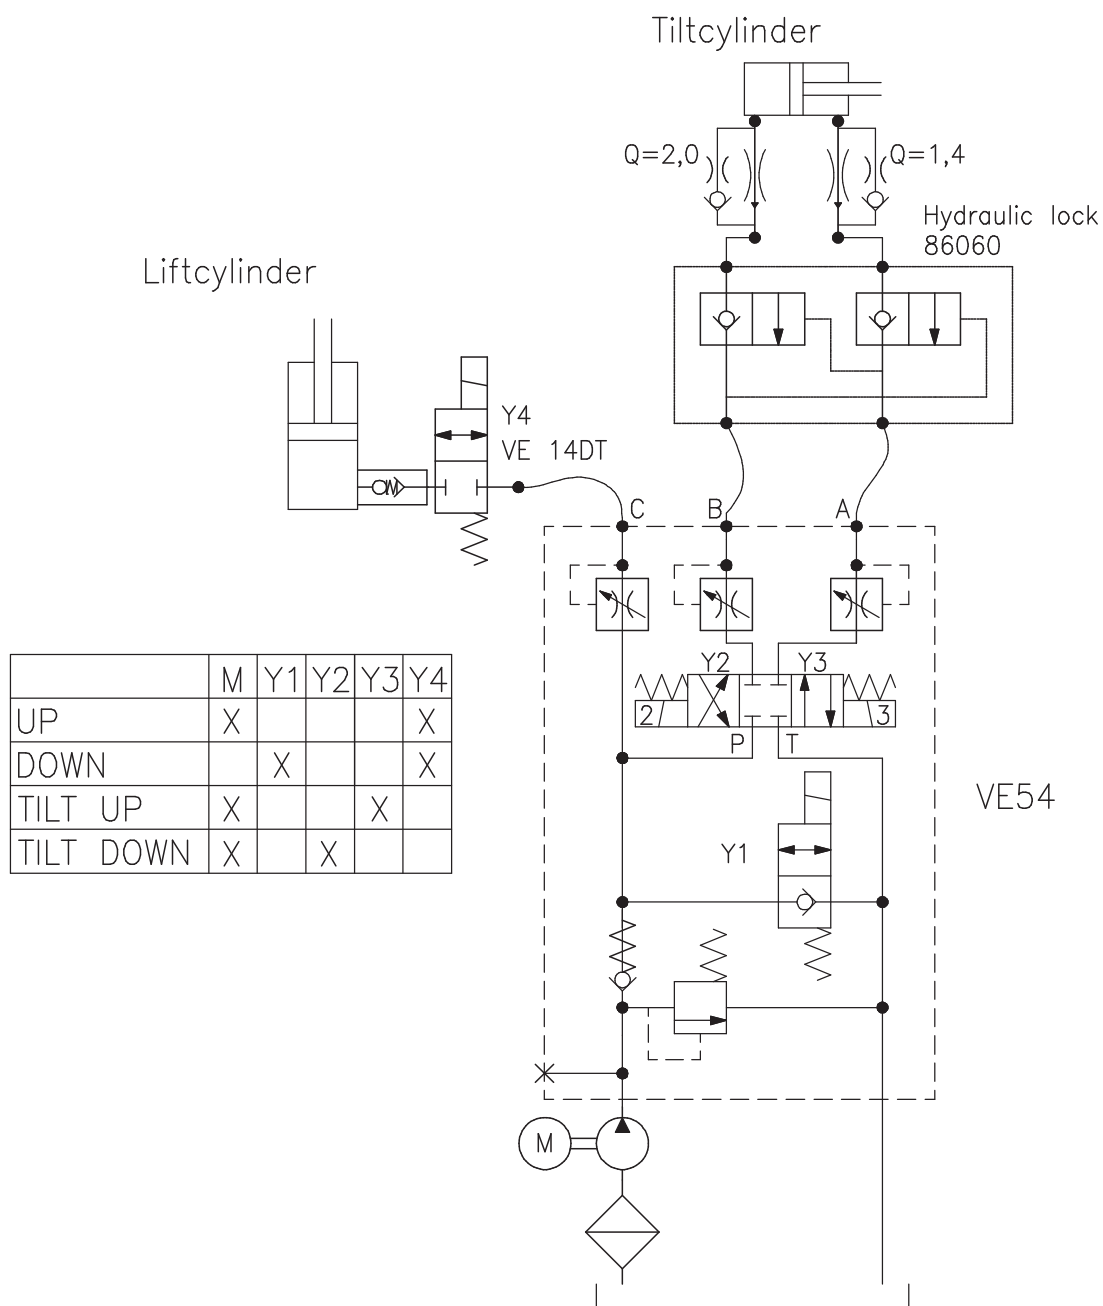 Tiltcylinder
Q=2,0
Q=1,4
Hydraulic lock
86060
Liftcylinder
Y4
VE 14DT
C
B
A
M Y1 Y2 Y3 Y4
UP X X
DOWN X X
TILT UP X X
TILT DOWN X X
Y2
Y3
2
3
P
T
VE54
Y1
M